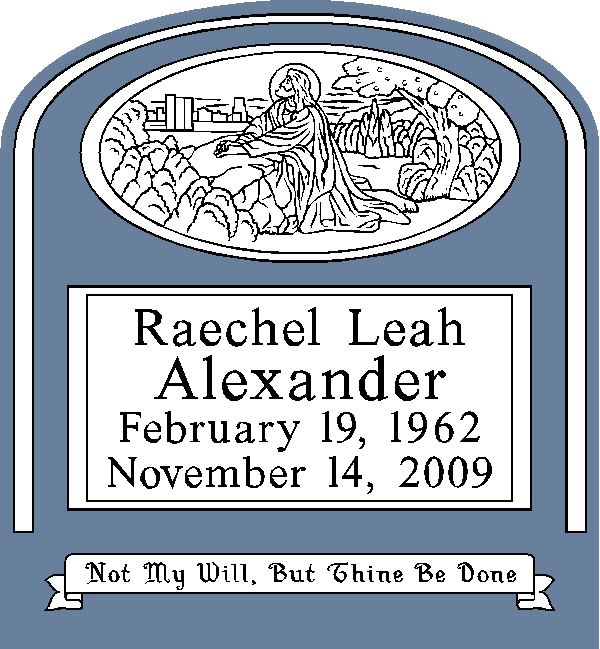 Raechel Leah
Alexander
February 19, 1962
November 14, 2009
Not My Will, But Thine Be Done